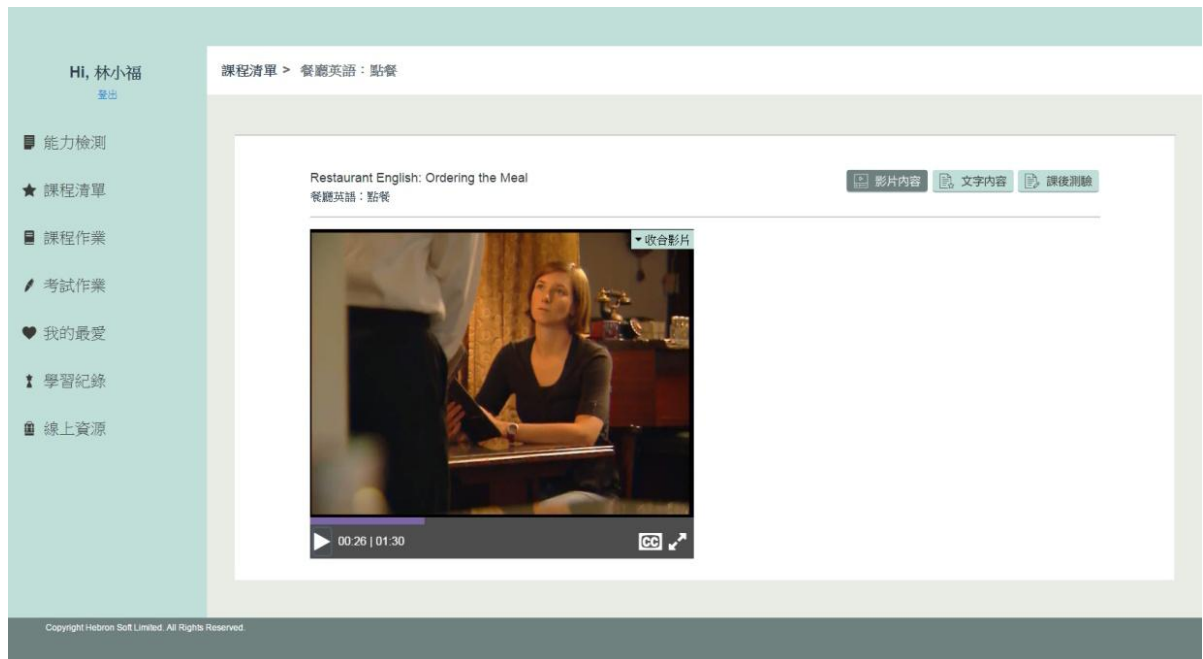 Hi, 林小福
登出
能力檢測
課程清單
課程作業
考試作業
我的最愛
學習紀錄
線上資源
課程清單 > 餐廳英語：點餐
Restaurant English: Ordering the Meal
餐廳英語：點餐
影片內容 文字內容 課後測驗
收合影片
00:26 | 01:30 CC
Copyright Hebron Soft Limited. All Rights Reserved.